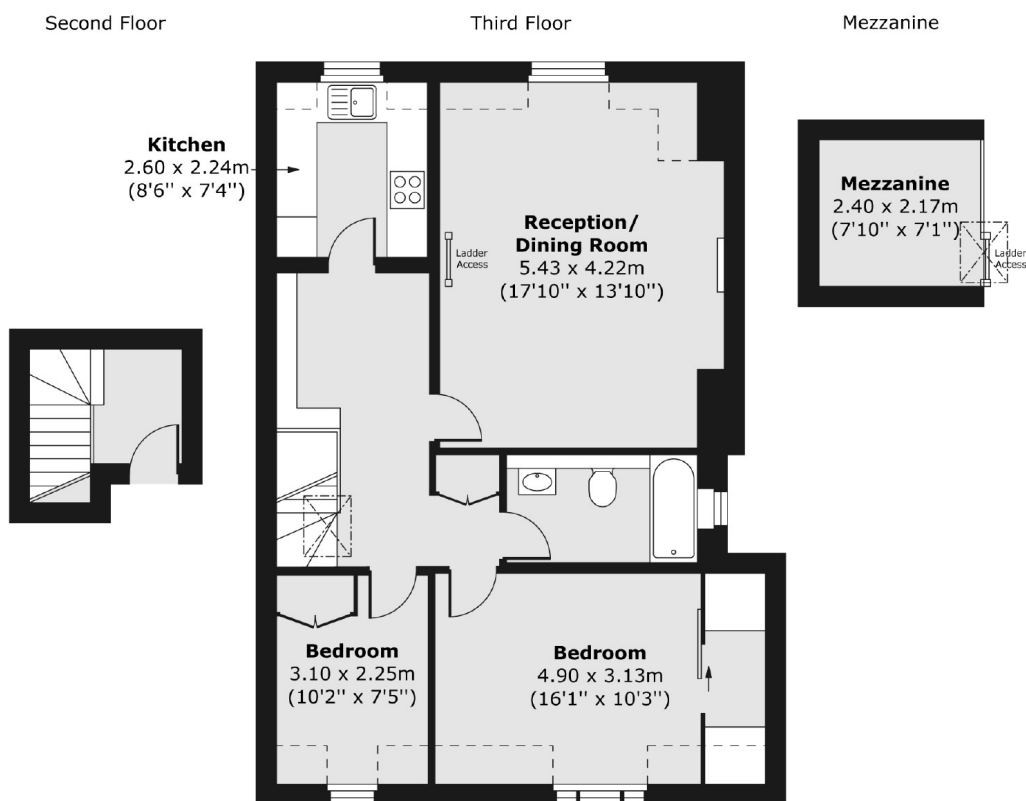 Second Floor
Third Floor
Mezzanine
Kitchen
2.60 x 2.24m
(8'6" x 7'4")
Reception/
Dining Room
5.43 x 4.22m
(17'10" x 13'10")
Ladder
Access
Mezzanine
2.40 x 2.17m
(7'10" x 7'1")
Ladder
Access
Bedroom
3.10 x 2.25m
(10'2" x 7'5")
Bedroom
4.90 x 3.13m
(16'1" x 10'3")